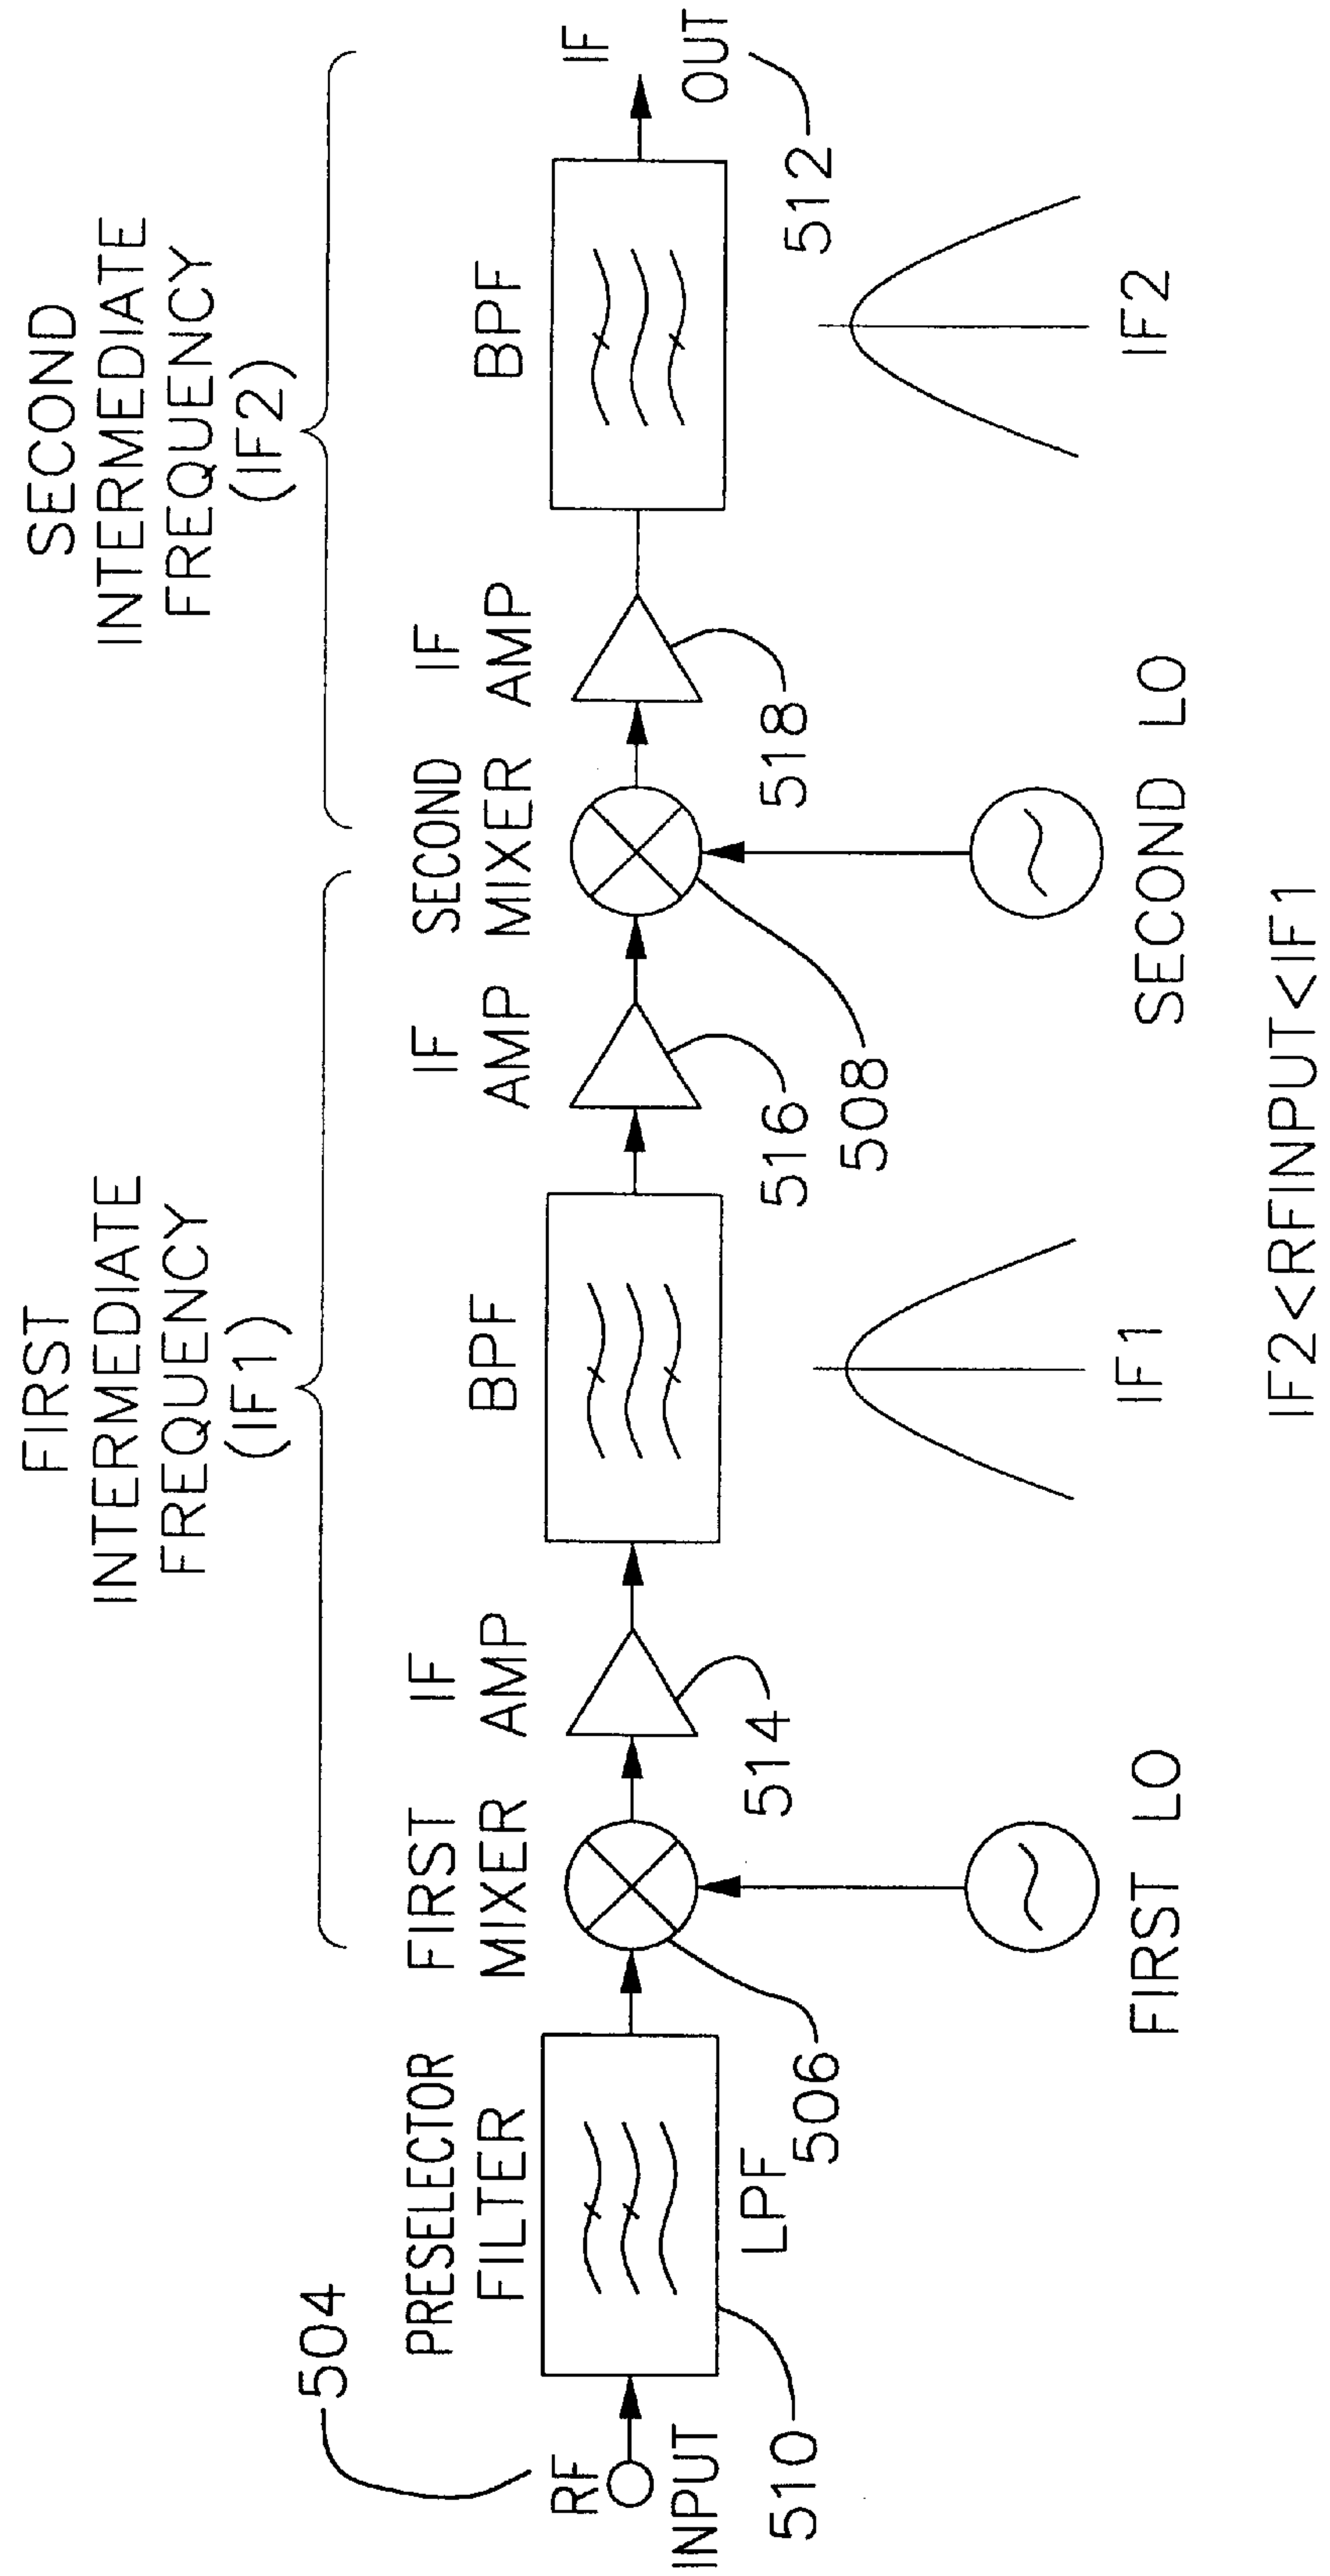 FIRST
INTERMEDIATE
FREQUENCY
(IF1)
SECOND
INTERMEDIATE
FREQUENCY
(IF2)
504
RF
INPUT
PRESELECTOR
FILTER
LPF
510
FIRST
MIXER
506
IF
AMP
514
BPF
IF
AMP
516
SECOND
MIXER
508
IF
AMP
518
BPF
IF
OUT
512
FIRST LO
IF1
SECOND LO
IF2
IF2<RFINPUT<IF1